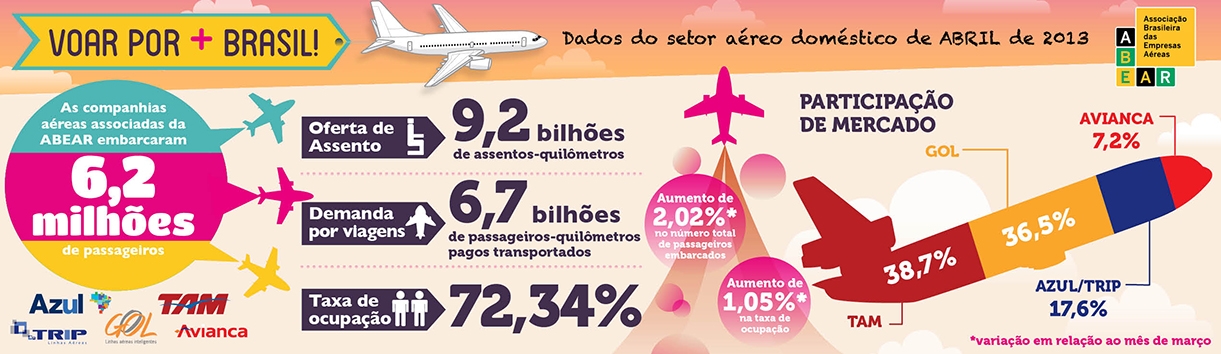 VOAR POR + BRASIL!
Dados do setor aéreo doméstico de ABRIL de 2013
Associação
Brasileira
das
Empresas
Aéreas
A
B
E A R
As companhias
aéreas associadas da
ABEAR embarcaram
6,2
milhões
de passageiros
Azul
TAM
TRIP
Linhas Aéreas
GOL
Linhas aéreas inteligentes
Avianca
Oferta de
Assento
9,2 bilhões
de assentos-quilômetros
Demanda
por viagens
6,7 bilhões
de passageiros-quilômetros
pagos transportados
Taxa de
ocupação
72,34%
Aumento de
2,02%*
no número total
de passageiros
embarcados
Aumento de
1,05%*
na taxa de
ocupação
PARTICIPAÇÃO
DE MERCADO
AVIANCA
7,2%
GOL
36,5%
38,7%
TAM
AZUL/TRIP
17,6%
*variação em relação ao mês de março